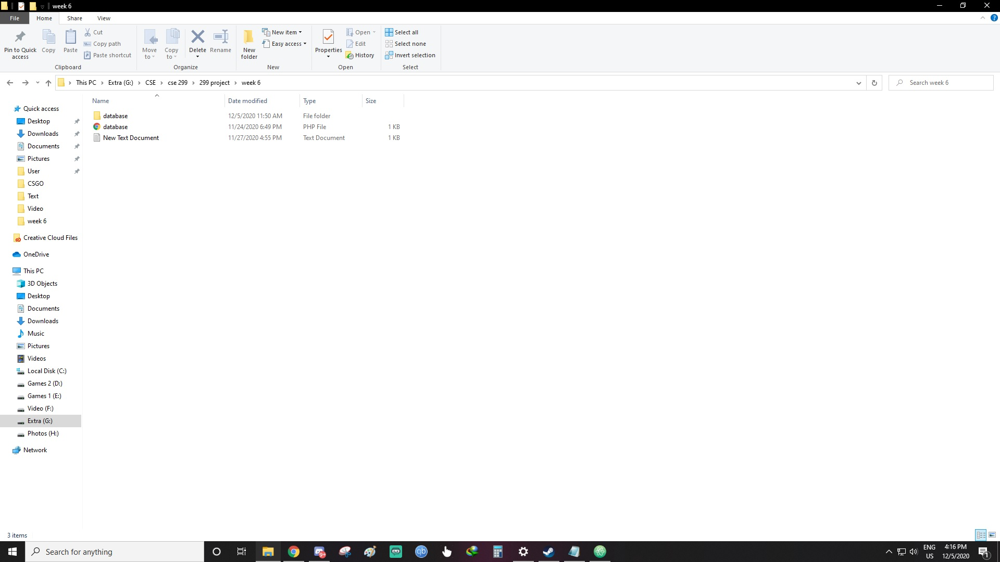 week 6
File Home Share View
Pin to Quick access
Copy
Paste
Cut
Copy path
Paste shortcut
Clipboard
Move to
Copy to
Delete
Rename
Organize
New folder
New item
Easy access
New
Properties
Open
Edit
History
Open
Select all
Select none
Invert selection
Select
This PC › Extra (G:) › CSE › cse 299 › 299 project › week 6
Search week 6
Name Date modified Type Size
database 12/5/2020 11:50 AM File folder
database 11/24/2020 6:49 PM PHP File 1 KB
New Text Document 11/27/2020 4:55 PM Text Document 1 KB
Quick access
Desktop
Downloads
Documents
Pictures
User
CSGO
Text
Video
week 6
Creative Cloud Files
OneDrive
This PC
3D Objects
Desktop
Documents
Downloads
Music
Pictures
Videos
Local Disk (C:)
Games 2 (D:)
Games 1 (E:)
Video (F:)
Extra (G:)
Photos (H:)
Network
3 items
Search for anything
9+
qb
ENG
US
4:16 PM
12/5/2020
1